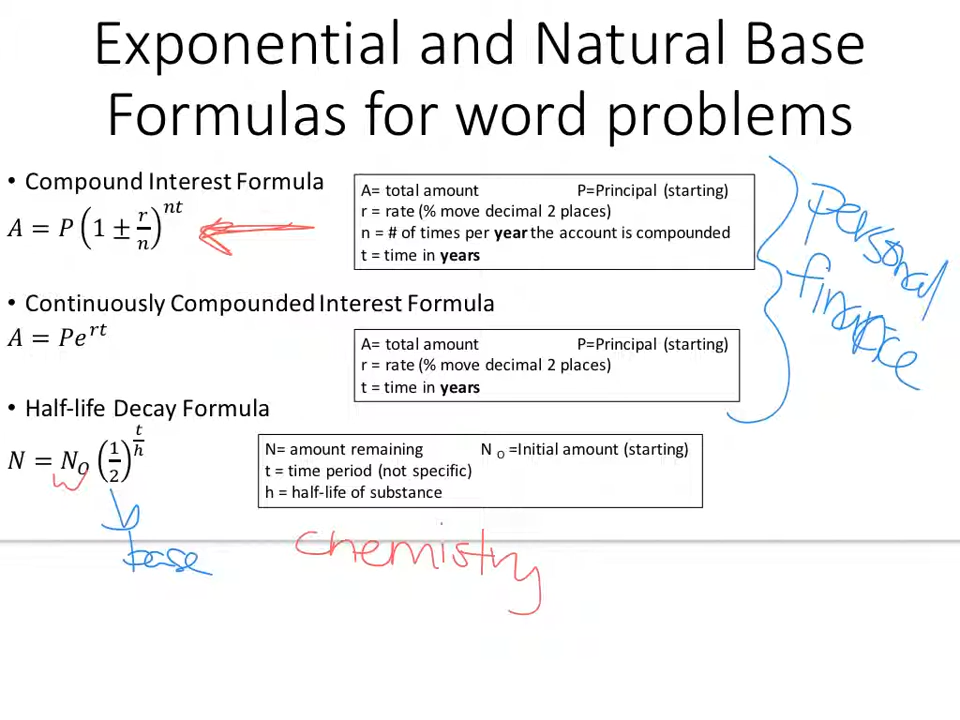 Exponential and Natural Base
Formulas for word problems
• Compound Interest Formula
A = P(1 ± r/n)^nt
A= total amount P=Principal (starting)
r = rate (% move decimal 2 places)
n = # of times per year the account is compounded
t = time in years
• Continuously Compounded Interest Formula
A = Pe^rt
A= total amount P=Principal (starting)
r = rate (% move decimal 2 places)
t = time in years
Personal
finance
• Half-life Decay Formula
N = N_O(1/2)^t/h
N= amount remaining N_O =Initial amount (starting)
t = time period (not specific)
h = half-life of substance
base
chemistry